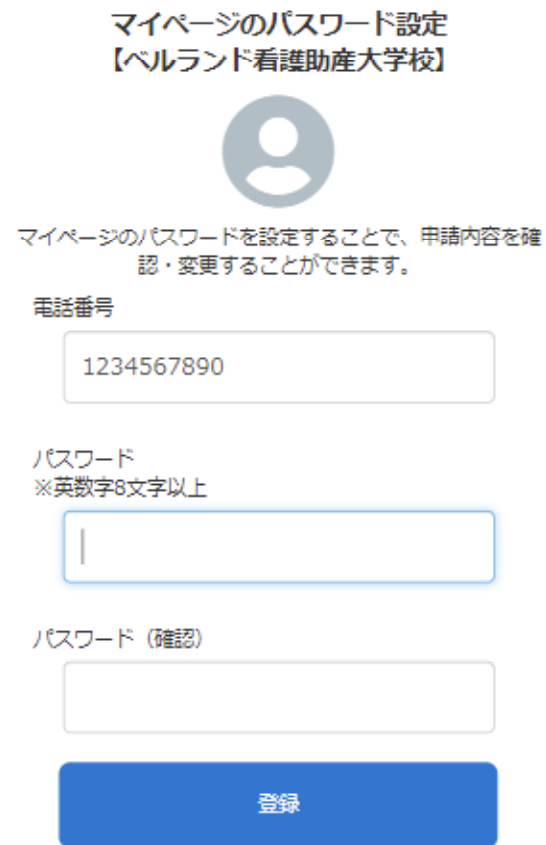 マイページのパスワード設定
【ベルランド看護助産大学校】
マイページのパスワードを設定することで、申請内容を確
認・変更することができます。
電話番号
1234567890
パスワード
※英数字8文字以上
パスワード（確認）
登録